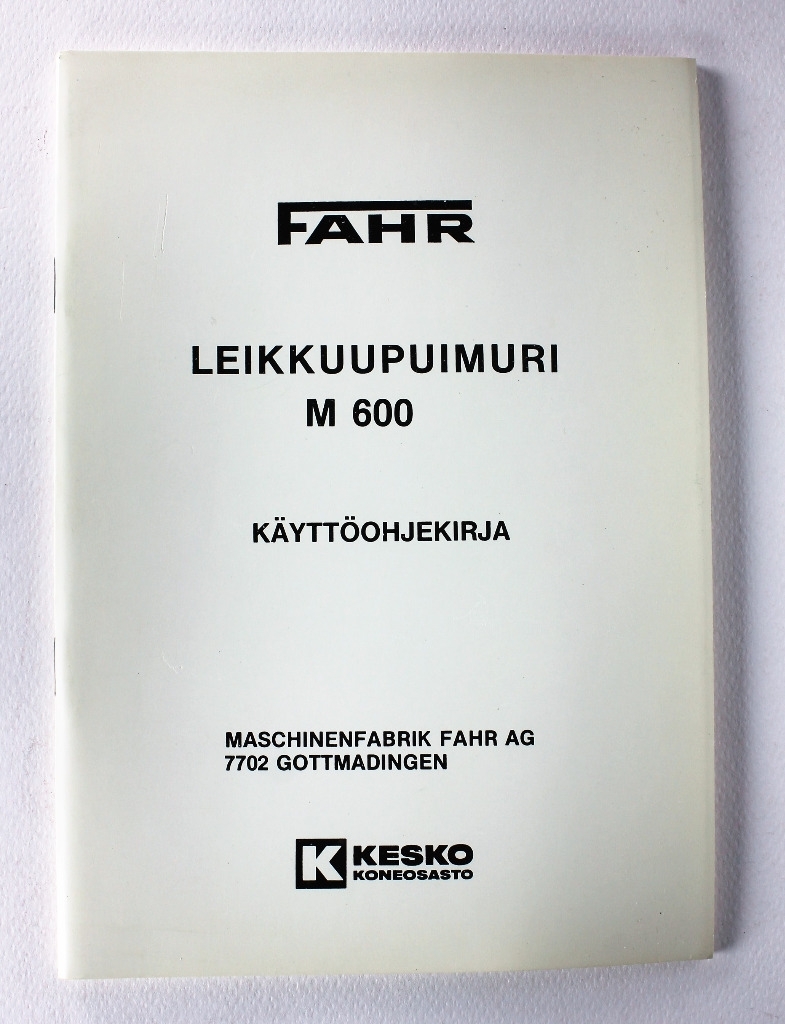 FAHR
LEIKKUUPUIMURI
M 600
KÄYTTÖOHJEKIRJA
MASCHINENFABRIK FAHR AG
7702 GOTTMADINGEN
K KESKO
KONEOSASTO